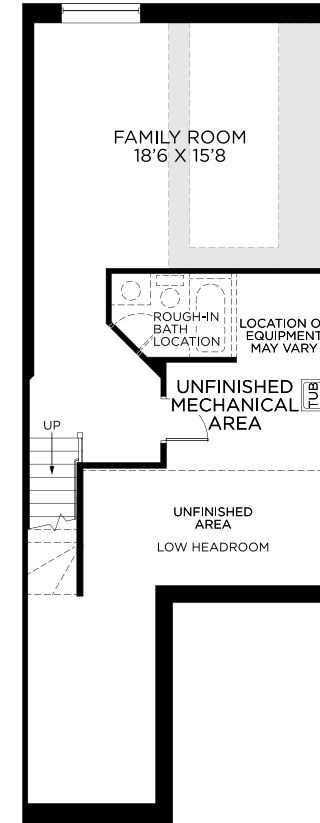 FAMILY ROOM
18'6 X 15'8
ROUGH-IN
BATH
LOCATION
LOCATION O
EQUIPMENT
MAY VARY
UNFINISHED
MECHANICAL
AREA
TUB
UP
UNFINISHED
AREA
LOW HEADROOM